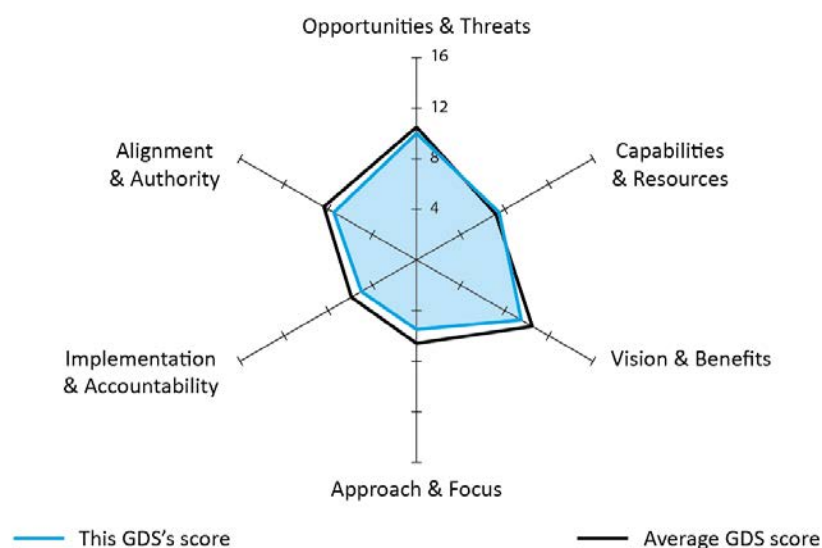 Opportunities & Threats
16
12
8
4
Alignment
& Authority
Capabilities
& Resources
Implementation
& Accountability
Vision & Benefits
Approach & Focus
This GDS's score
Average GDS score